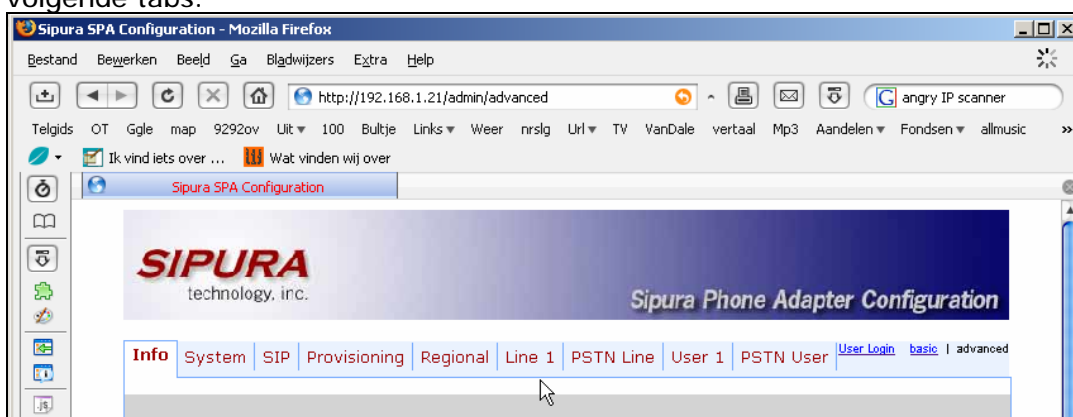 volgende tabs:
Sipura SPA Configuration - Mozilla Firefox
Bestand Bewerken Beeld Ga Bladwijzers Extra Help
http://192.168.1.21/admin/advanced angry IP scanner
Telgids OT Ggle map 9292ov Uit 100 Bultje Links Weer nrslg Url TV VanDale vertaal Mp3 Aandelen Fondsen allmusic »
Ik vind iets over ... Wat vinden wij over
Sipura SPA Configuration
SIPURA
technology, inc.
Sipura Phone Adapter Configuration
Info System SIP Provisioning Regional Line 1 PSTN Line User 1 PSTN User User Login basic | advanced
JS